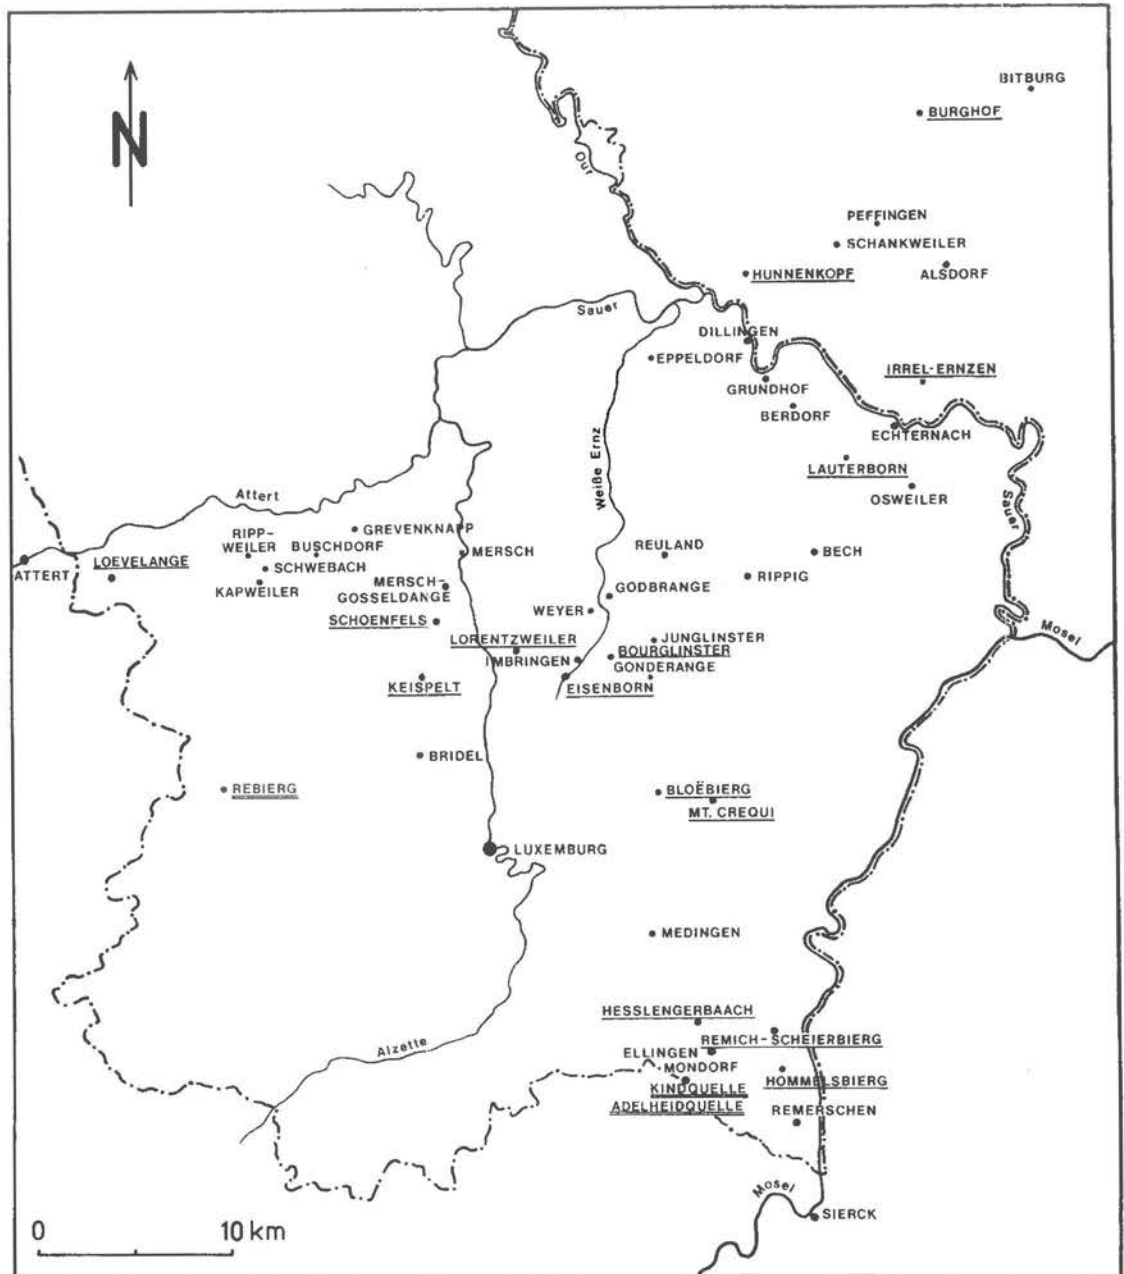 BITBURG
BURGHOF
N
Our
PEFFINGEN
SCHANKWEILER
HUNNENKOPF
ALSDORF
Sauer
DILLINGEN
EPPELDORF
GRUNDHOF
IRREL-ERNZEN
BERDORF
ECHTERNACH
Weiße Ernz
LAUTERBORN
OSWEILER
Attert
Sauer
GREVENKNAPP
RIPP-
WEILER
BUSCHDORF
MERSCH
REULAND
BECH
ATTERT
LOEVELANGE
SCHWEBACH
RIPPIG
KAPWEILER
MERSCH-
GOSSELDANGE
GODBRANGE
WEYER
SCHOENFELS
Mosel
LORENTZWEILER
JUNGLINSTER
BOURGLINSTER
IMBRINGEN
GONDERANGE
KEISPELT
EISENBORN
BRIDEL
REBIERG
BLOËBIERG
MT. CREQUI
LUXEMBURG
MEDINGEN
HESSLENGERBAACH
REMICH-SCHEIERBIERG
Alzette
ELLINGEN
MONDORF
HOMMELSBIERG
KINDQUELLE
ADELHEIDQUELLE
REMERSCHEN
Mosel
SIERCK
0 10 km